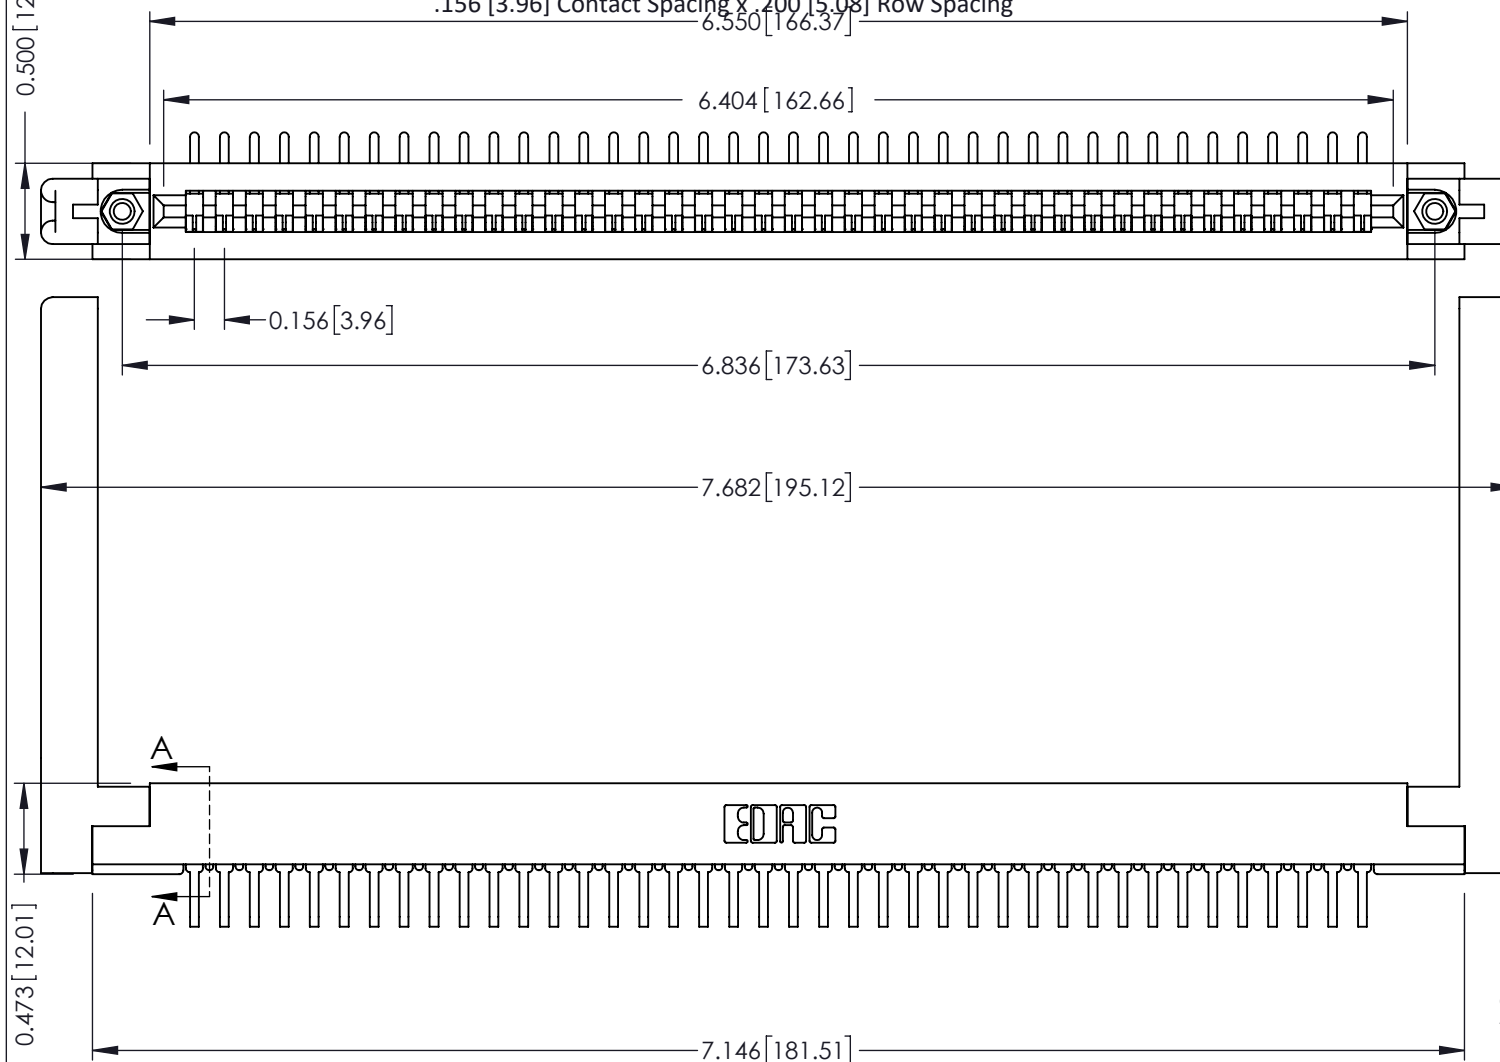 .156 [3.96] Contact Spacing x .200 [5.08] Row Spacing
6.550[166.37]
0.500[12
6.404[162.66]
0.156[3.96]
6.836[173.63]
7.682[195.12]
A
EDAC
A
0.473[12.01]
7.146[181.51]